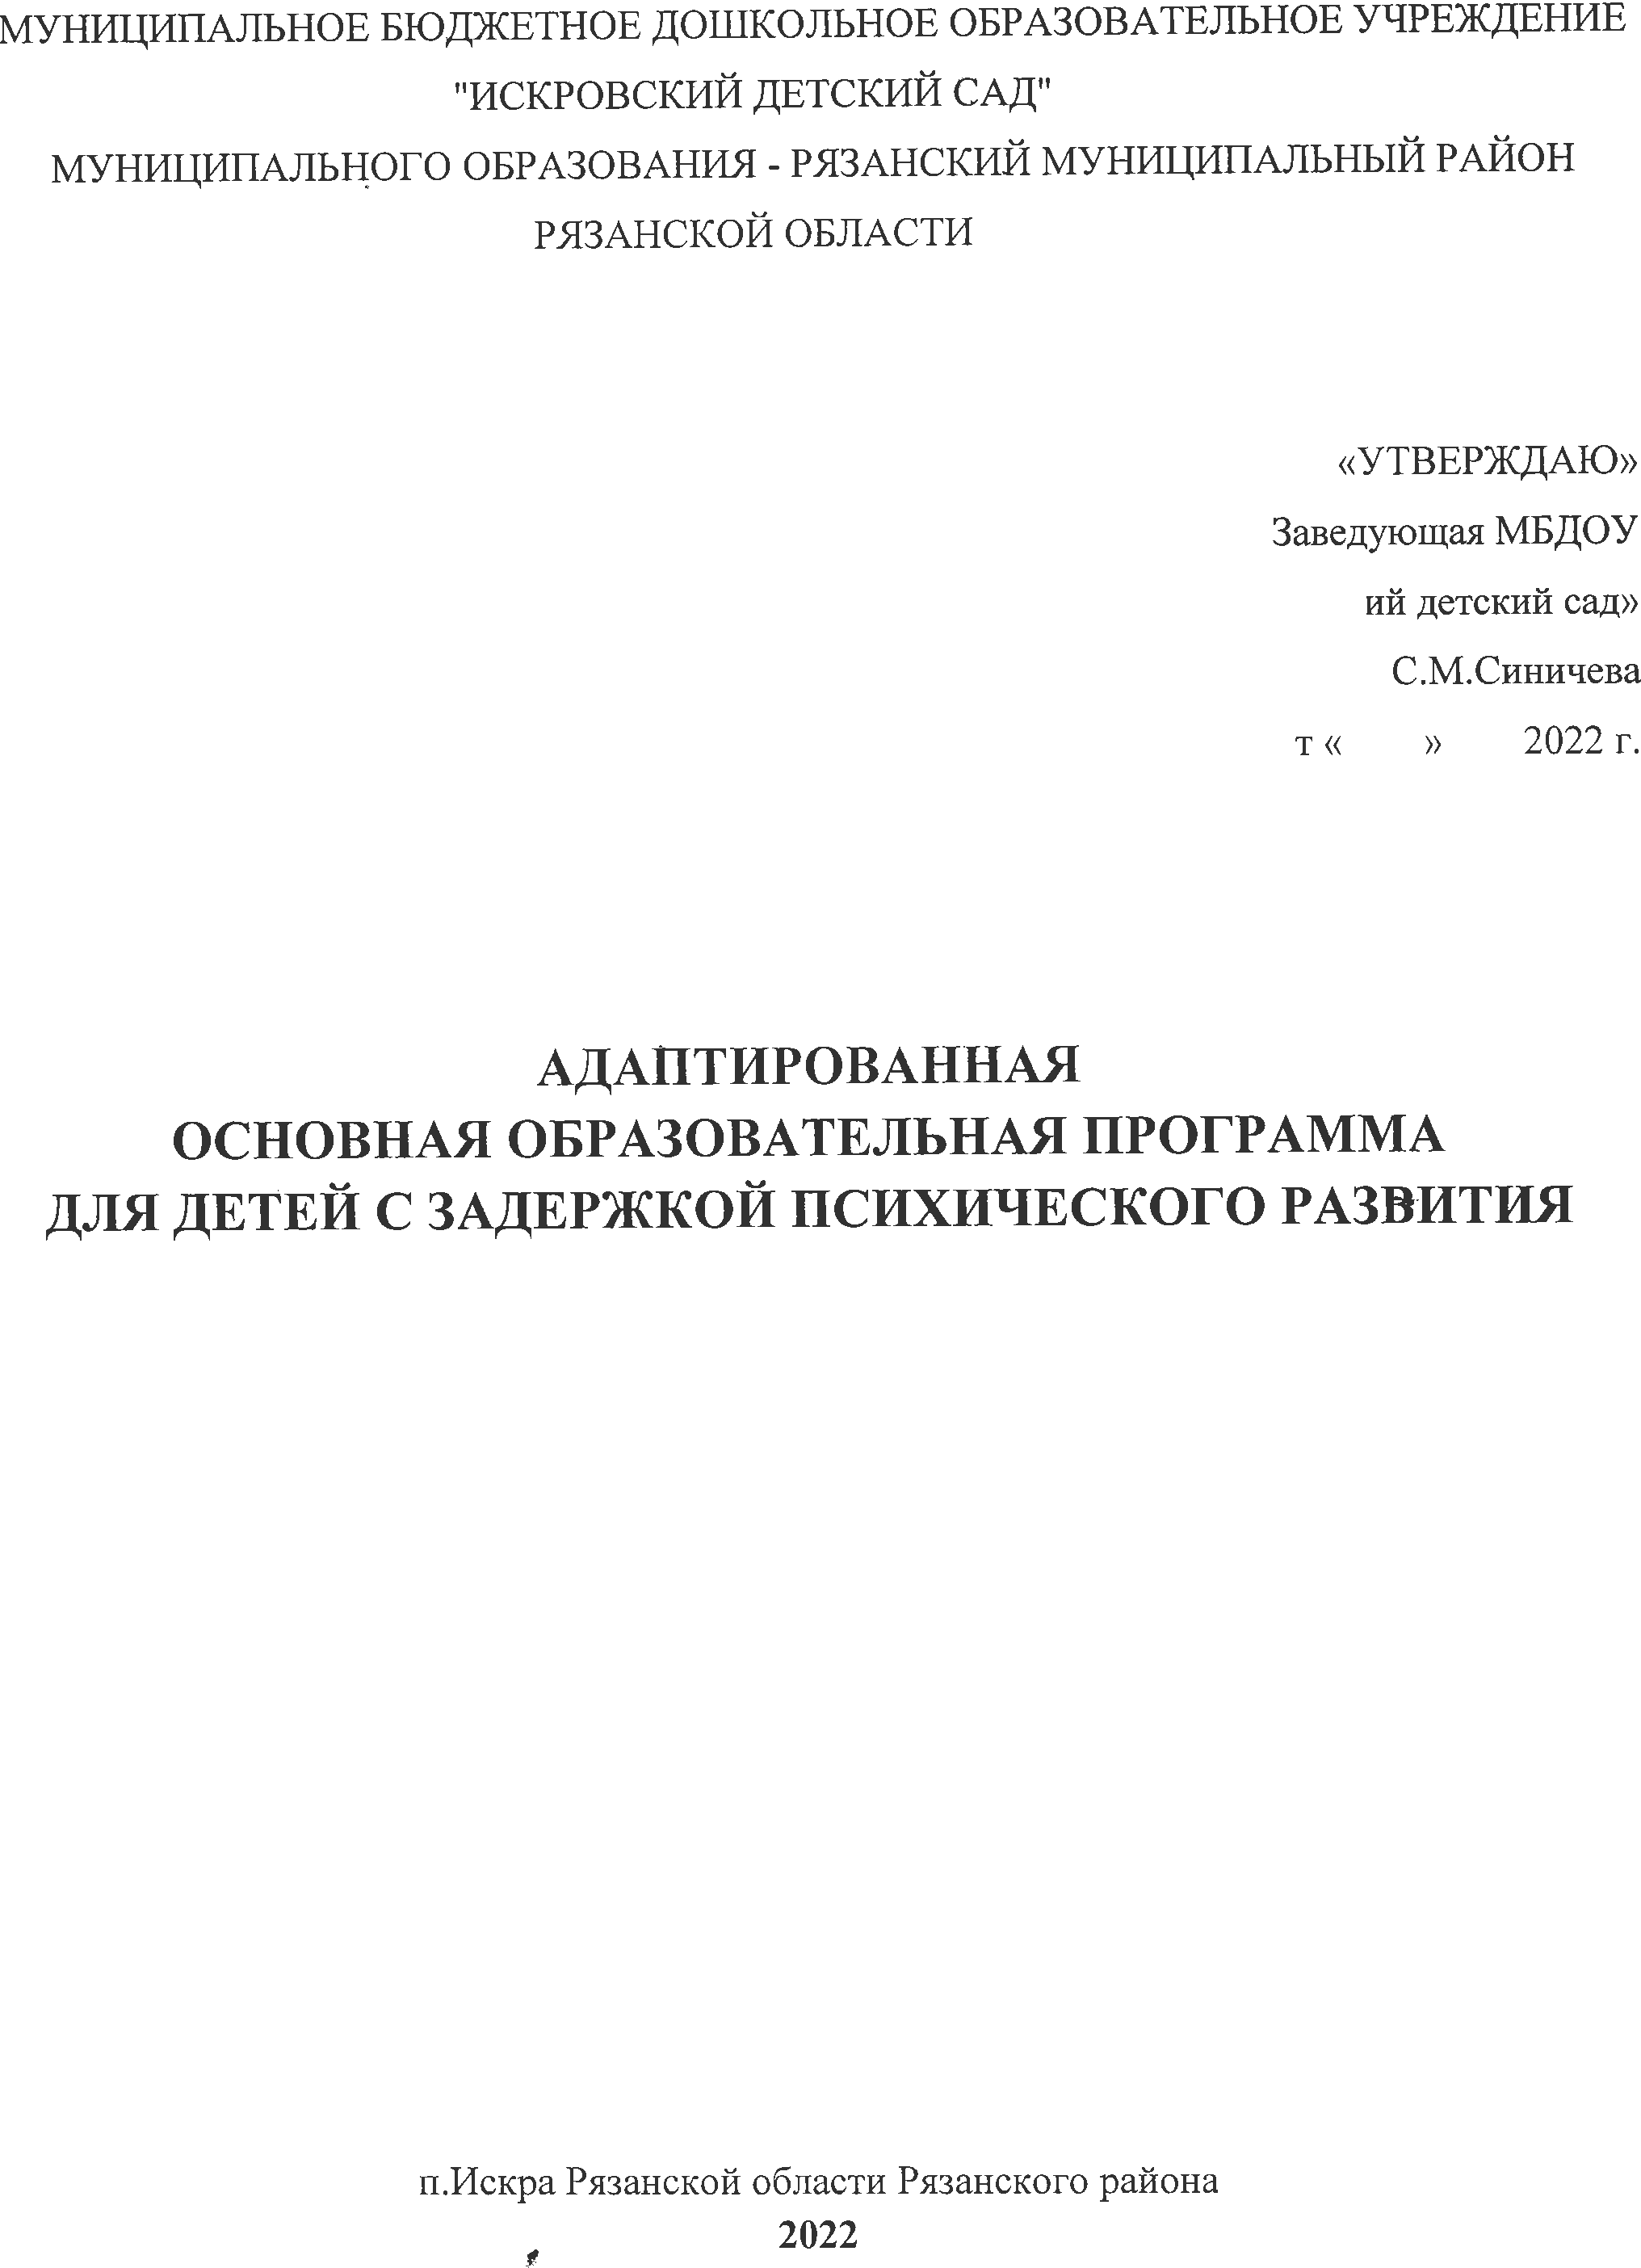 МУНИЦИПАЛЬНОЕ БЮДЖЕТНОЕ ДОШКОЛЬНОЕ ОБРАЗОВАТЕЛЬНОЕ УЧРЕЖДЕНИЕ
"ИСКРОВСКИЙ ДЕТСКИЙ САД"
МУНИЦИПАЛЬНОГО ОБРАЗОВАНИЯ - РЯЗАНСКИЙ МУНИЦИПАЛЬНЫЙ РАЙОН
РЯЗАНСКОЙ ОБЛАСТИ
«УТВЕРЖДАЮ»
Заведующая МБДОУ
ий детский сад»
С.М.Синичева
т « » 2022 г.
АДАПТИРОВАННАЯ
ОСНОВНАЯ ОБРАЗОВАТЕЛЬНАЯ ПРОГРАММА
ДЛЯ ДЕТЕЙ С ЗАДЕРЖКОЙ ПСИХИЧЕСКОГО РАЗВИТИЯ
п.Искра Рязанской области Рязанского района
2022